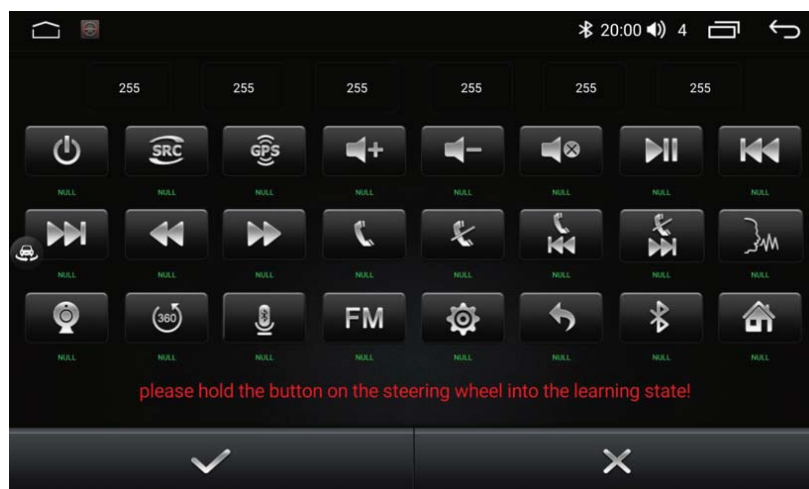 20:00 4
255 255 255 255 255 255
SRC GPS
NULL NULL NULL NULL NULL NULL NULL NULL
NULL NULL NULL NULL NULL NULL NULL NULL
360 FM
NULL NULL NULL NULL NULL NULL NULL NULL
please hold the button on the steering wheel into the learning state!